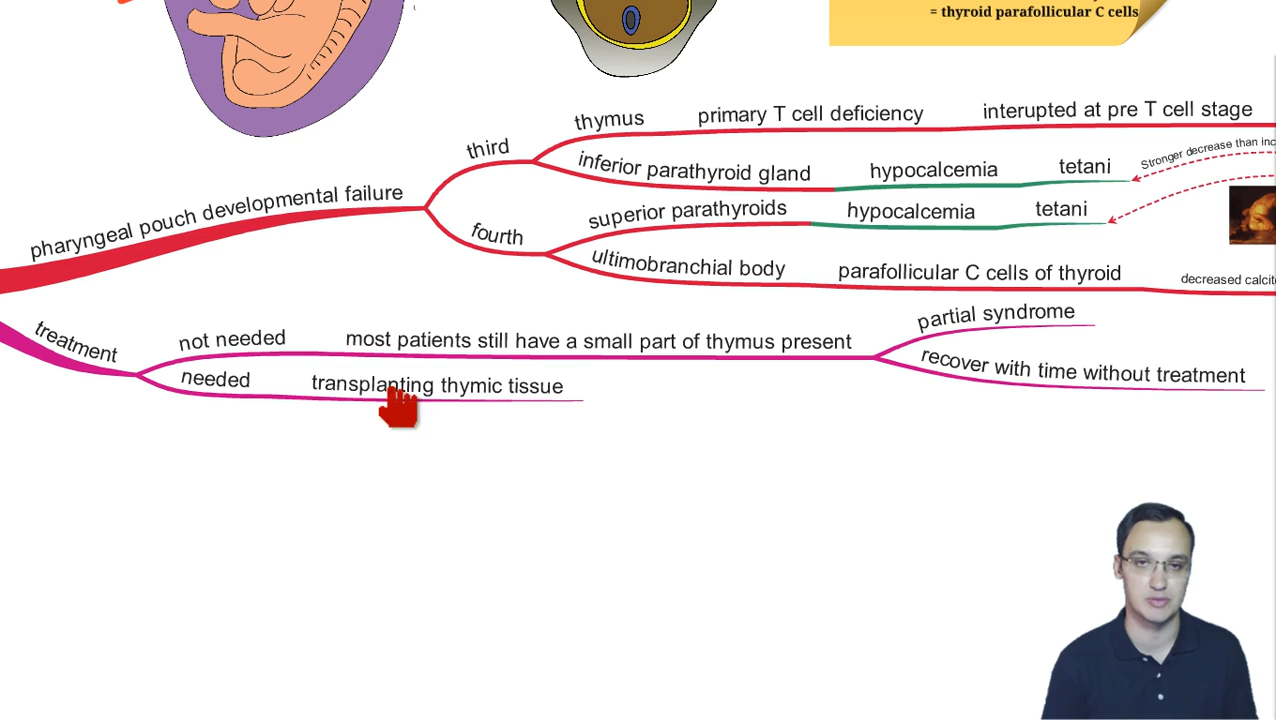 = thyroid parafollicular C cells
thymus primary T cell deficiency interupted at pre T cell stage
third
inferior parathyroid gland hypocalcemia tetani Stronger decrease than
pharyngeal pouch developmental failure
superior parathyroids hypocalcemia tetani
fourth
ultimobranchial body parafollicular C cells of thyroid decreased
treatment
not needed most patients still have a small part of thymus present
partial syndrome
recover with time without treatment
needed transplanting thymic tissue